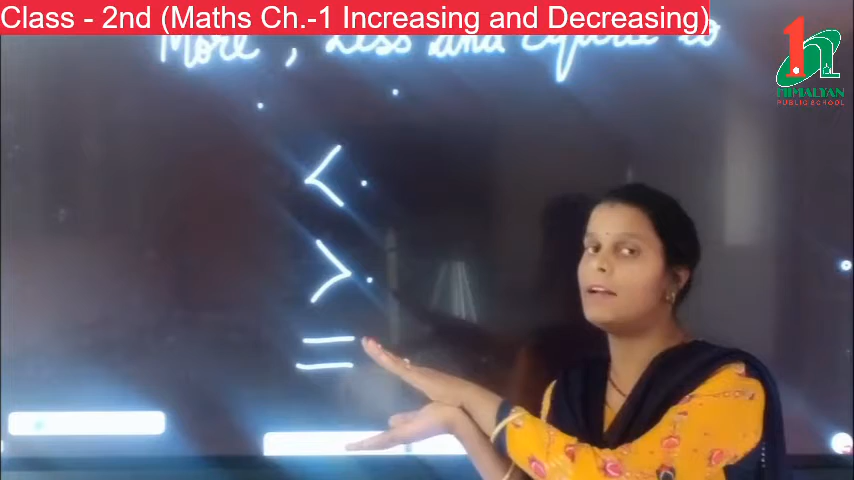 Class - 2nd (Maths Ch.-1 Increasing and Decreasing)
More, Less and Equal to
<
>
=
HIMALYAN
PUBLIC SCHOOL